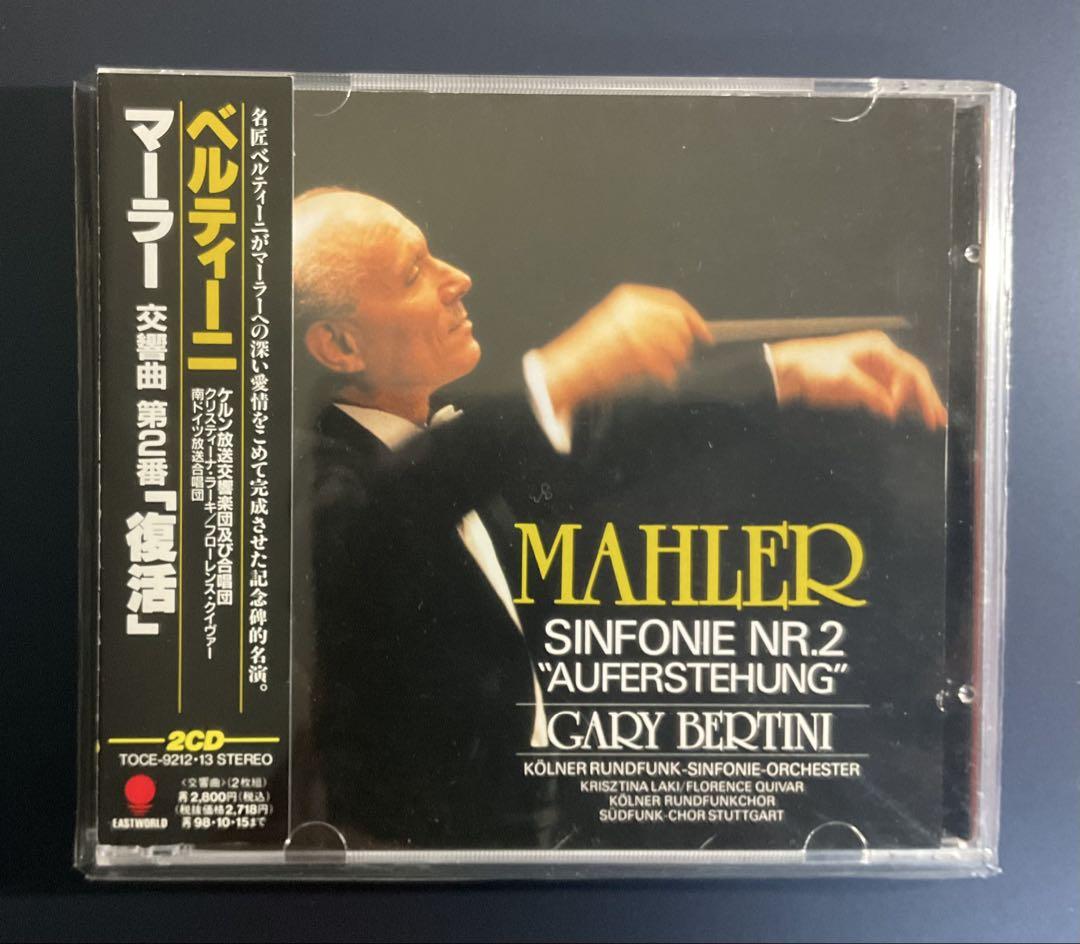 名匠ベルティーニがマーラーへの深い愛情をこめて完成させた記念碑的名演。
ベルティーニ
ケルン放送交響楽団及び合唱団
クリスティーナ・ラーキ/フローレンス・クイヴァー
南ドイツ放送合唱団
マーラー 交響曲 第2番「復活」
2CD
TOCE-9212・13 STEREO
〈交響曲〉(2枚組)
再2,800円(税込)
(税抜価格2,718円)
再98・10・15まで
EASTWORLD
MAHLER
SINFONIE NR.2
"AUFERSTEHUNG"
GARY BERTINI
KÖLNER RUNDFUNK-SINFONIE-ORCHESTER
KRISZTINA LAKI/FLORENCE QUIVAR
KÖLNER RUNDFUNKCHOR
SÜDFUNK-CHOR STUTTGART